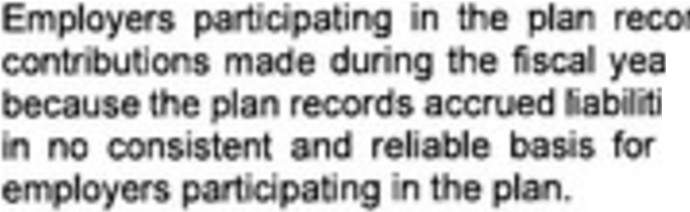 Employers participating in the plan recor
contributions made during the fiscal yea
because the plan records accrued liabiliti
in no consistent and reliable basis for
employers participating in the plan.